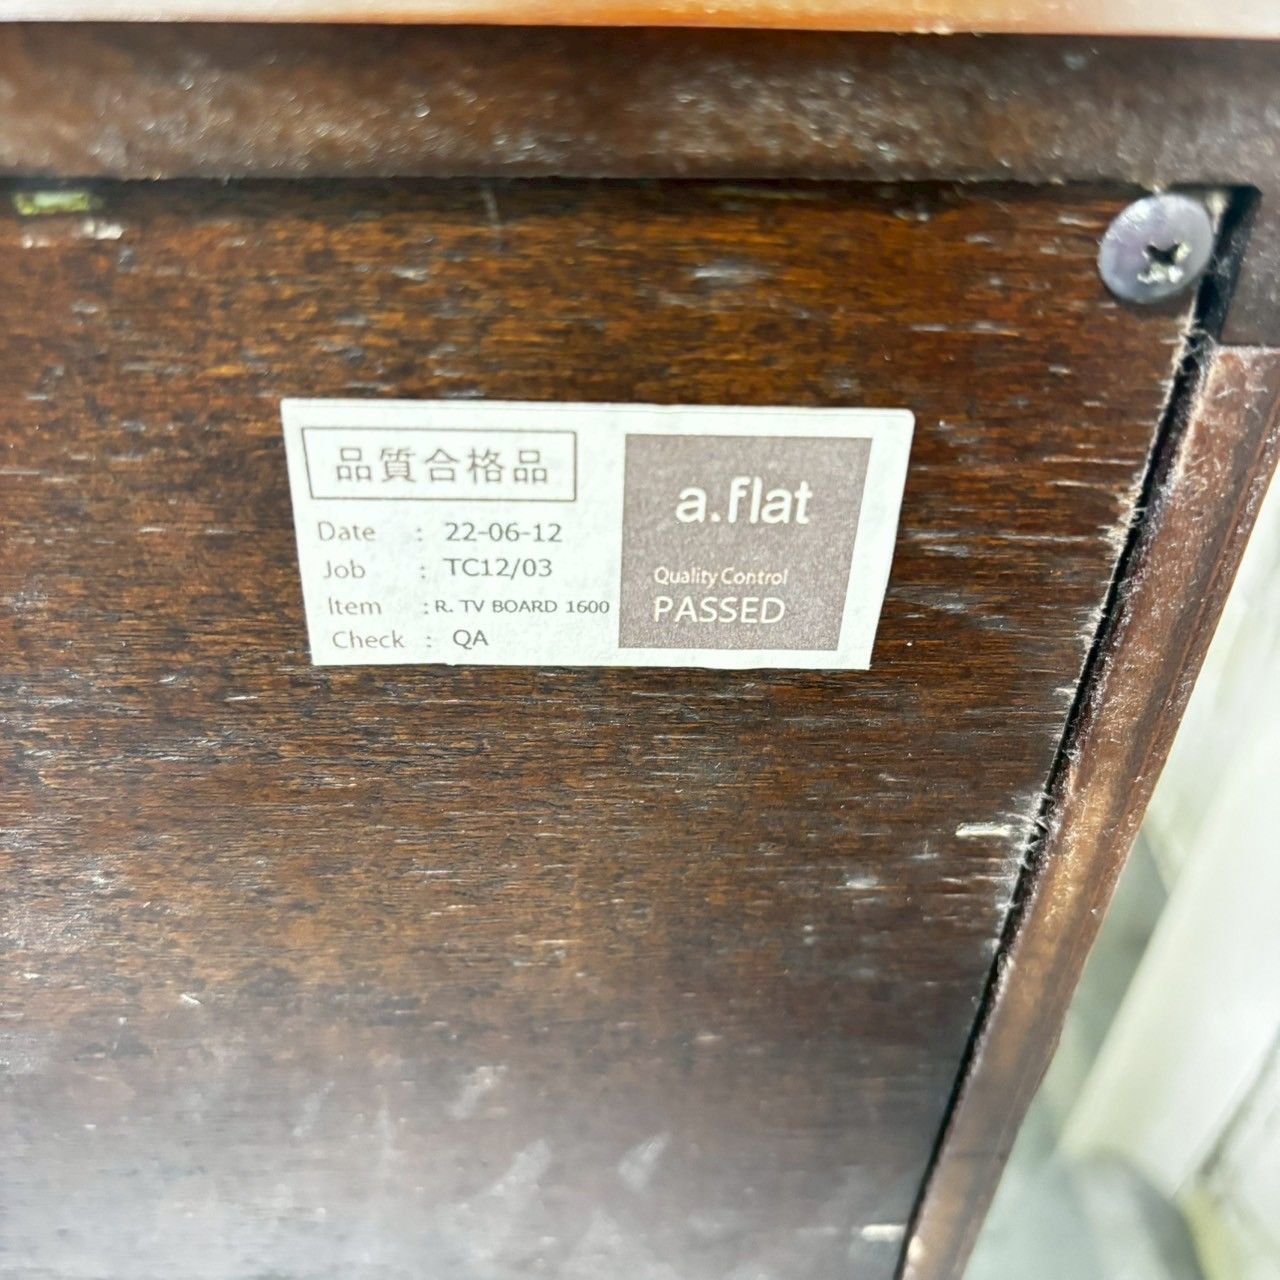 品質合格品
Date : 22-06-12
Job : TC12/03
Item : R. TV BOARD 1600
Check : QA
a.flat
Quality Control
PASSED